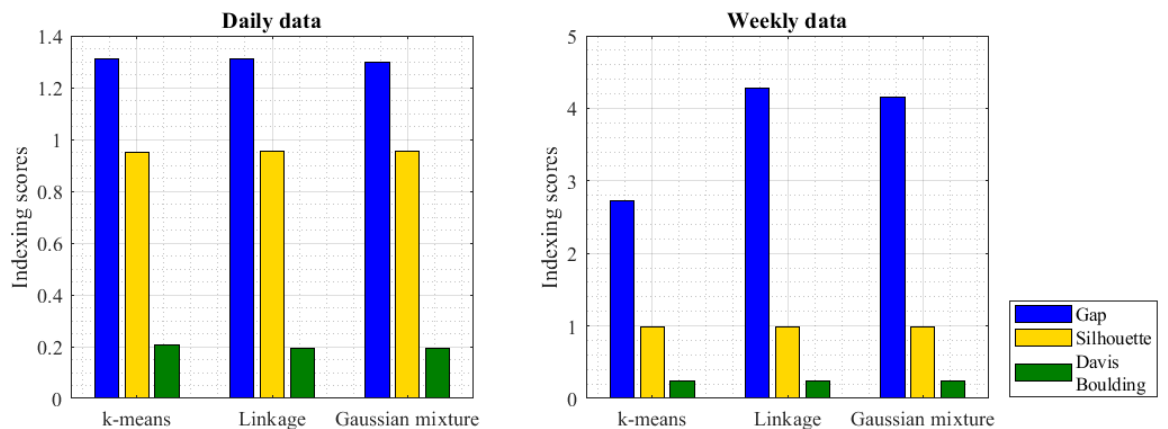 Daily data
Indexing scores
1.4
1.2
1
0.8
0.6
0.4
0.2
0
k-means Linkage Gaussian mixture
Weekly data
Indexing scores
5
4
3
2
1
0
k-means Linkage Gaussian mixture
Gap
Silhouette
Davis
Boulding